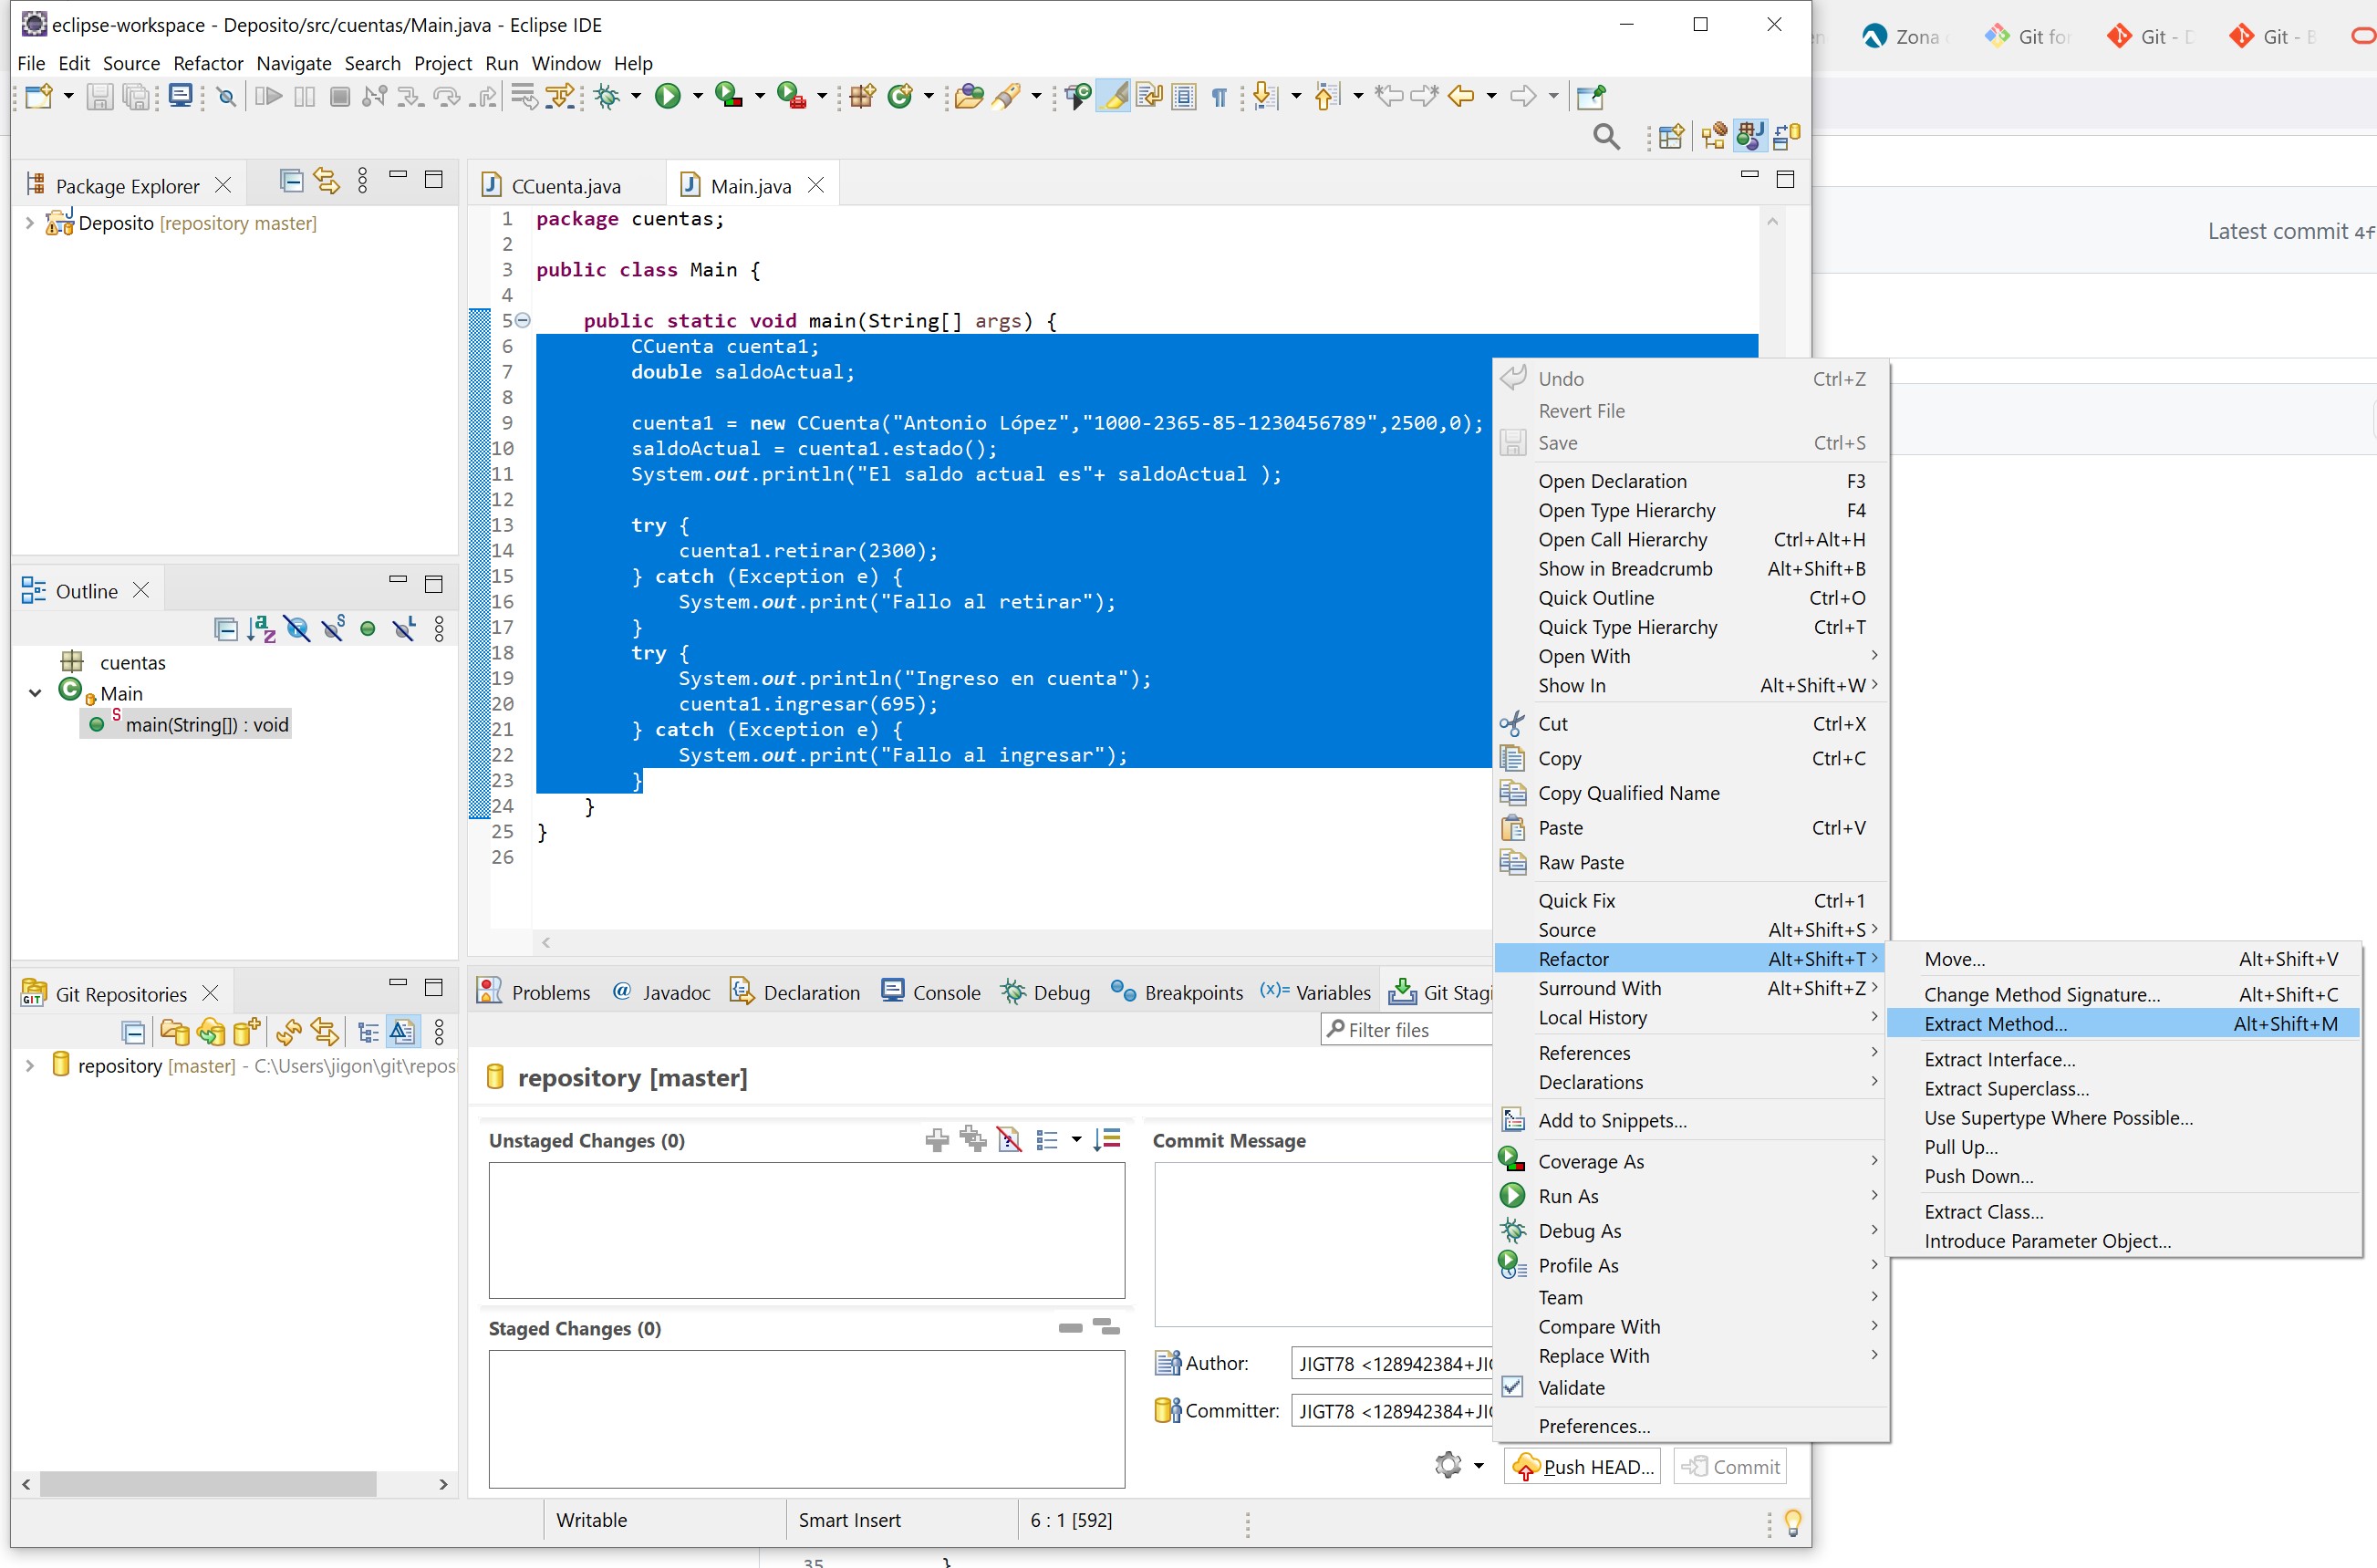 eclipse-workspace - Deposito/src/cuentas/Main.java - Eclipse IDE
File Edit Source Refactor Navigate Search Project Run Window Help
Zona
Git for
Git -
Git -
Latest commit 4f
Package Explorer
Deposito [repository master]
CCuenta.java
Main.java
1 package cuentas;
2
3 public class Main {
4
5 public static void main(String[] args) {
6 CCuenta cuenta1;
7 double saldoActual;
8
9 cuenta1 = new CCuenta("Antonio López","1000-2365-85-1230456789",2500,0);
10 saldoActual = cuenta1.estado();
11 System.out.println("El saldo actual es"+ saldoActual );
12
13 try {
14 cuenta1.retirar(2300);
15 } catch (Exception e) {
16 System.out.print("Fallo al retirar");
17 }
18 try {
19 System.out.println("Ingreso en cuenta");
20 cuenta1.ingresar(695);
21 } catch (Exception e) {
22 System.out.print("Fallo al ingresar");
23 }
24 }
25 }
26
Outline
cuentas
Main
main(String[]) : void
Git Repositories
repository [master] - C:\Users\jigon\git\repos
Problems
@ Javadoc
Declaration
Console
Debug
Breakpoints
(x)= Variables
Git Stagi
Filter files
repository [master]
Unstaged Changes (0)
Commit Message
Staged Changes (0)
Author: JIGT78 <128942384+JI
Committer: JIGT78 <128942384+JI
Push HEAD...
Commit
Writable
Smart Insert
6 : 1 [592]
35 }
Undo Ctrl+Z
Revert File
Save Ctrl+S
Open Declaration F3
Open Type Hierarchy F4
Open Call Hierarchy Ctrl+Alt+H
Show in Breadcrumb Alt+Shift+B
Quick Outline Ctrl+O
Quick Type Hierarchy Ctrl+T
Open With
Show In Alt+Shift+W
Cut Ctrl+X
Copy Ctrl+C
Copy Qualified Name
Paste Ctrl+V
Raw Paste
Quick Fix Ctrl+1
Source Alt+Shift+S
Refactor Alt+Shift+T
Surround With Alt+Shift+Z
Local History
References
Declarations
Add to Snippets...
Coverage As
Run As
Debug As
Profile As
Team
Compare With
Replace With
Validate
Preferences...
Move... Alt+Shift+V
Change Method Signature... Alt+Shift+C
Extract Method... Alt+Shift+M
Extract Interface...
Extract Superclass...
Use Supertype Where Possible...
Pull Up...
Push Down...
Extract Class...
Introduce Parameter Object...